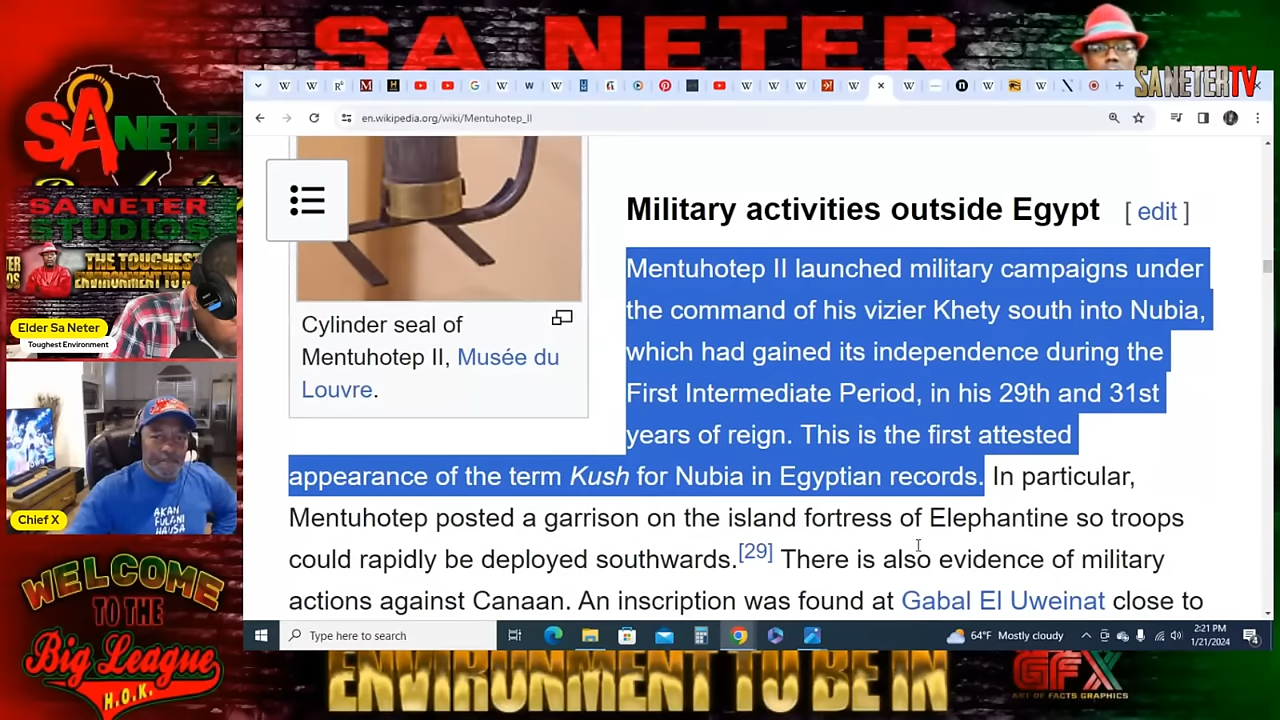 SA NETER
SANETERTV
SA NETER
SA NETER
STUDIOS
THE TOUGHEST
Elder Sa Neter
Toughest Environment
AKAN
FULANI
HAUSA
Chief X
WELCOME
TO THE
Big League
H.O.K.
en.wikipedia.org/wiki/Mentuhotep_II
Cylinder seal of
Mentuhotep II, Musée du
Louvre.
Military activities outside Egypt [ edit ]
Mentuhotep II launched military campaigns under
the command of his vizier Khety south into Nubia,
which had gained its independence during the
First Intermediate Period, in his 29th and 31st
years of reign. This is the first attested
appearance of the term Kush for Nubia in Egyptian records. In particular,
Mentuhotep posted a garrison on the island fortress of Elephantine so troops
could rapidly be deployed southwards.[29] There is also evidence of military
actions against Canaan. An inscription was found at Gabal El Uweinat close to
Type here to search
64°F Mostly cloudy
2:21 PM
1/21/2024
4
ENVIRONMENT TO BE IN
GFX
ART OF FACTS GRAPHICS